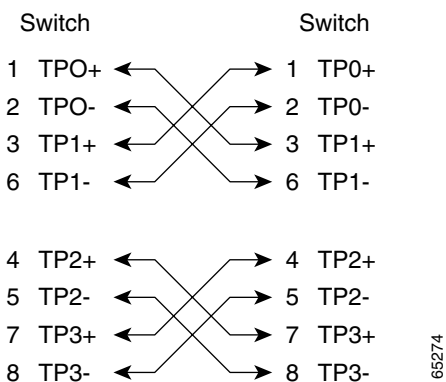 Switch Switch
1 TPO+ 1 TP0+
2 TPO- 2 TP0-
3 TP1+ 3 TP1+
6 TP1- 6 TP1-
4 TP2+ 4 TP2+
5 TP2- 5 TP2-
7 TP3+ 7 TP3+
8 TP3- 8 TP3-
65274